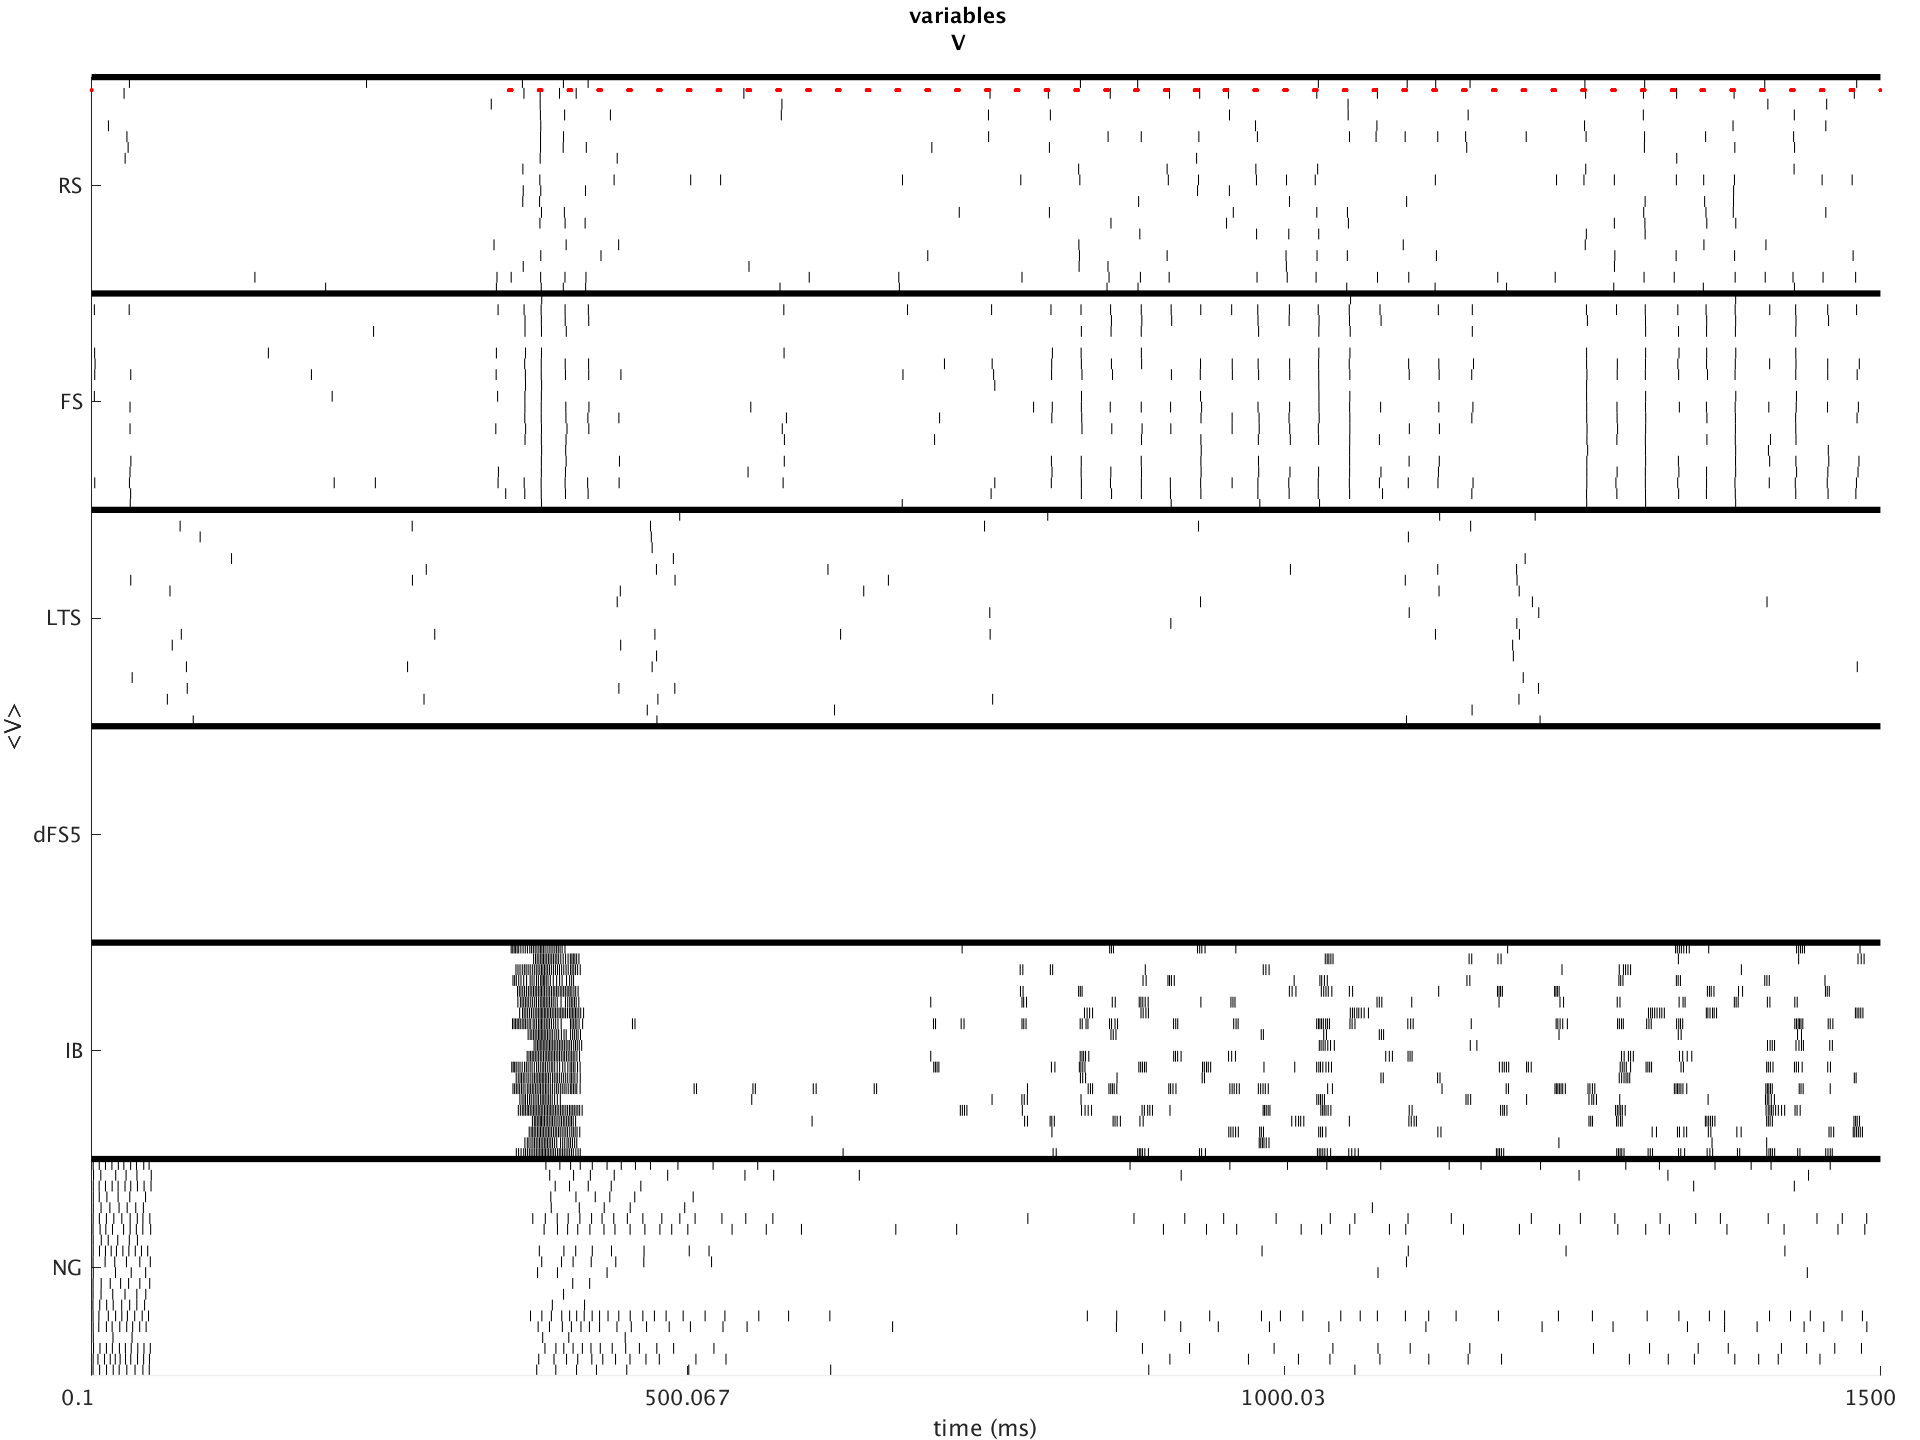 variables
V
RS
FS
LTS
dFS5
IB
NG
<V>
0.1
500.067
1000.03
1500
time (ms)